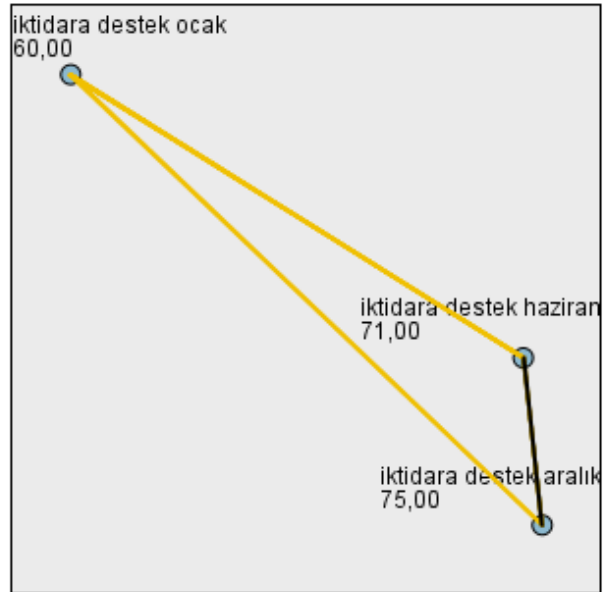 iktidara destek ocak
60,00
iktidara destek haziran
71,00
iktidara destek aralık
75,00